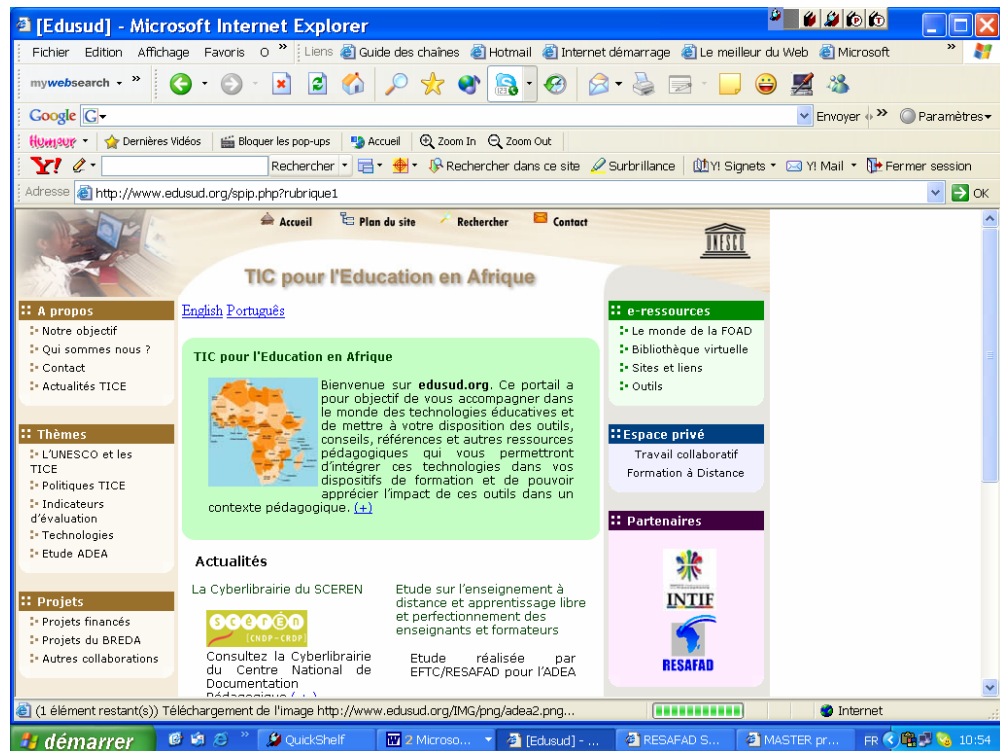 [Edusud] - Microsoft Internet Explorer
Fichier Edition Affichage Favoris O » Liens Guide des chaînes Hotmail Internet démarrage Le meilleur du Web Microsoft »
mywebsearch »
Google G Envoyer » Paramètres
Humeur Dernières Vidéos Bloquer les pop-ups Accueil Zoom In Zoom Out
Y! Rechercher Rechercher dans ce site Surbrillance Y! Signets Y! Mail Fermer session
Adresse http://www.edusud.org/spip.php?rubrique1 OK
Accueil Plan du site Rechercher Contact
UNESCO
TIC pour l'Education en Afrique
A propos
Notre objectif
Qui sommes nous ?
Contact
Actualités TICE
Thèmes
L'UNESCO et les
TICE
Politiques TICE
Indicateurs
d'évaluation
Technologies
Etude ADEA
Projets
Projets financés
Projets du BREDA
Autres collaborations
English Português
TIC pour l'Education en Afrique
Bienvenue sur edusud.org. Ce portail a
pour objectif de vous accompagner dans
le monde des technologies éducatives et
de mettre à votre disposition des outils,
conseils, références et autres ressources
pédagogiques qui vous permettront
d'intégrer ces technologies dans vos
dispositifs de formation et de pouvoir
apprécier l'impact de ces outils dans un
contexte pédagogique. (+)
Actualités
La Cyberlibrairie du SCEREN
scérén
[CNDP-CRDP]
Consultez la Cyberlibrairie
du Centre National de
Documentation
Pédagogique (+)
Etude sur l'enseignement à
distance et apprentissage libre
et perfectionnement des
enseignants et formateurs
Etude réalisée par
EFTC/RESAFAD pour l'ADEA
e-ressources
Le monde de la FOAD
Bibliothèque virtuelle
Sites et liens
Outils
Espace privé
Travail collaboratif
Formation à Distance
Partenaires
INTIF
RESAFAD
(1 élément restant(s)) Téléchargement de l'image http://www.edusud.org/IMG/png/adea2.png... Internet
démarrer » QuickShelf 2 Microso... [Edusud] - ... RESAFAD S... MASTER pr... FR 10:54